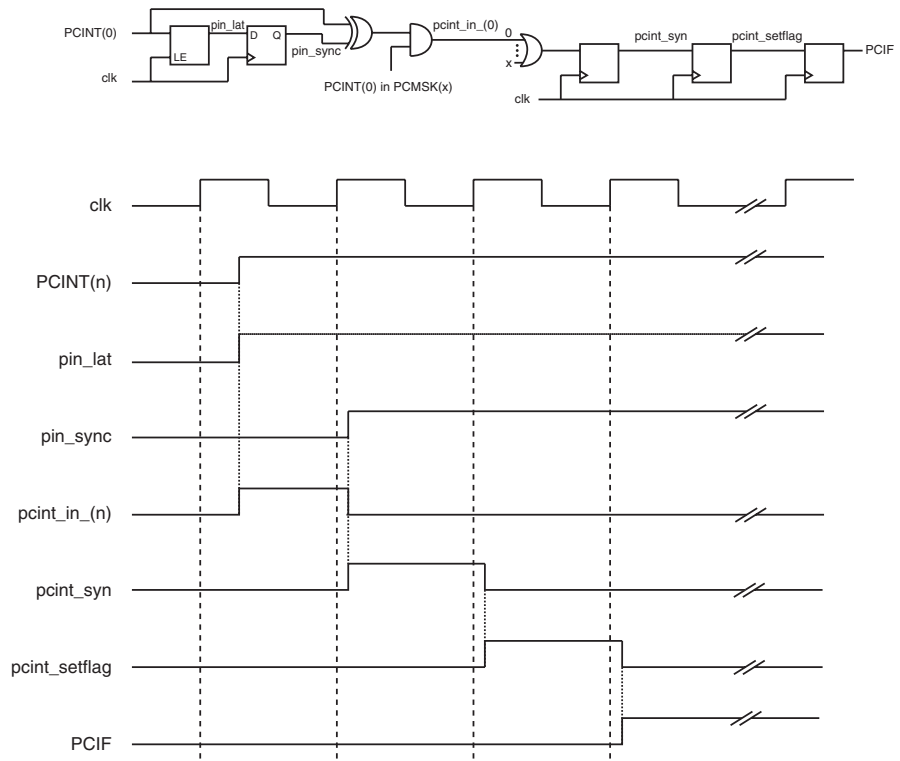 PCINT(0)
pin_lat
D Q
LE
pin_sync
clk
PCINT(0) in PCMSK(x)
pcint_in_(0)
0
x
clk
pcint_syn
pcint_setflag
PCIF
clk
PCINT(n)
pin_lat
pin_sync
pcint_in_(n)
pcint_syn
pcint_setflag
PCIF